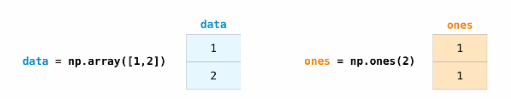 data ones
1 1
data = np.array([1,2]) ones = np.ones(2)
2 1